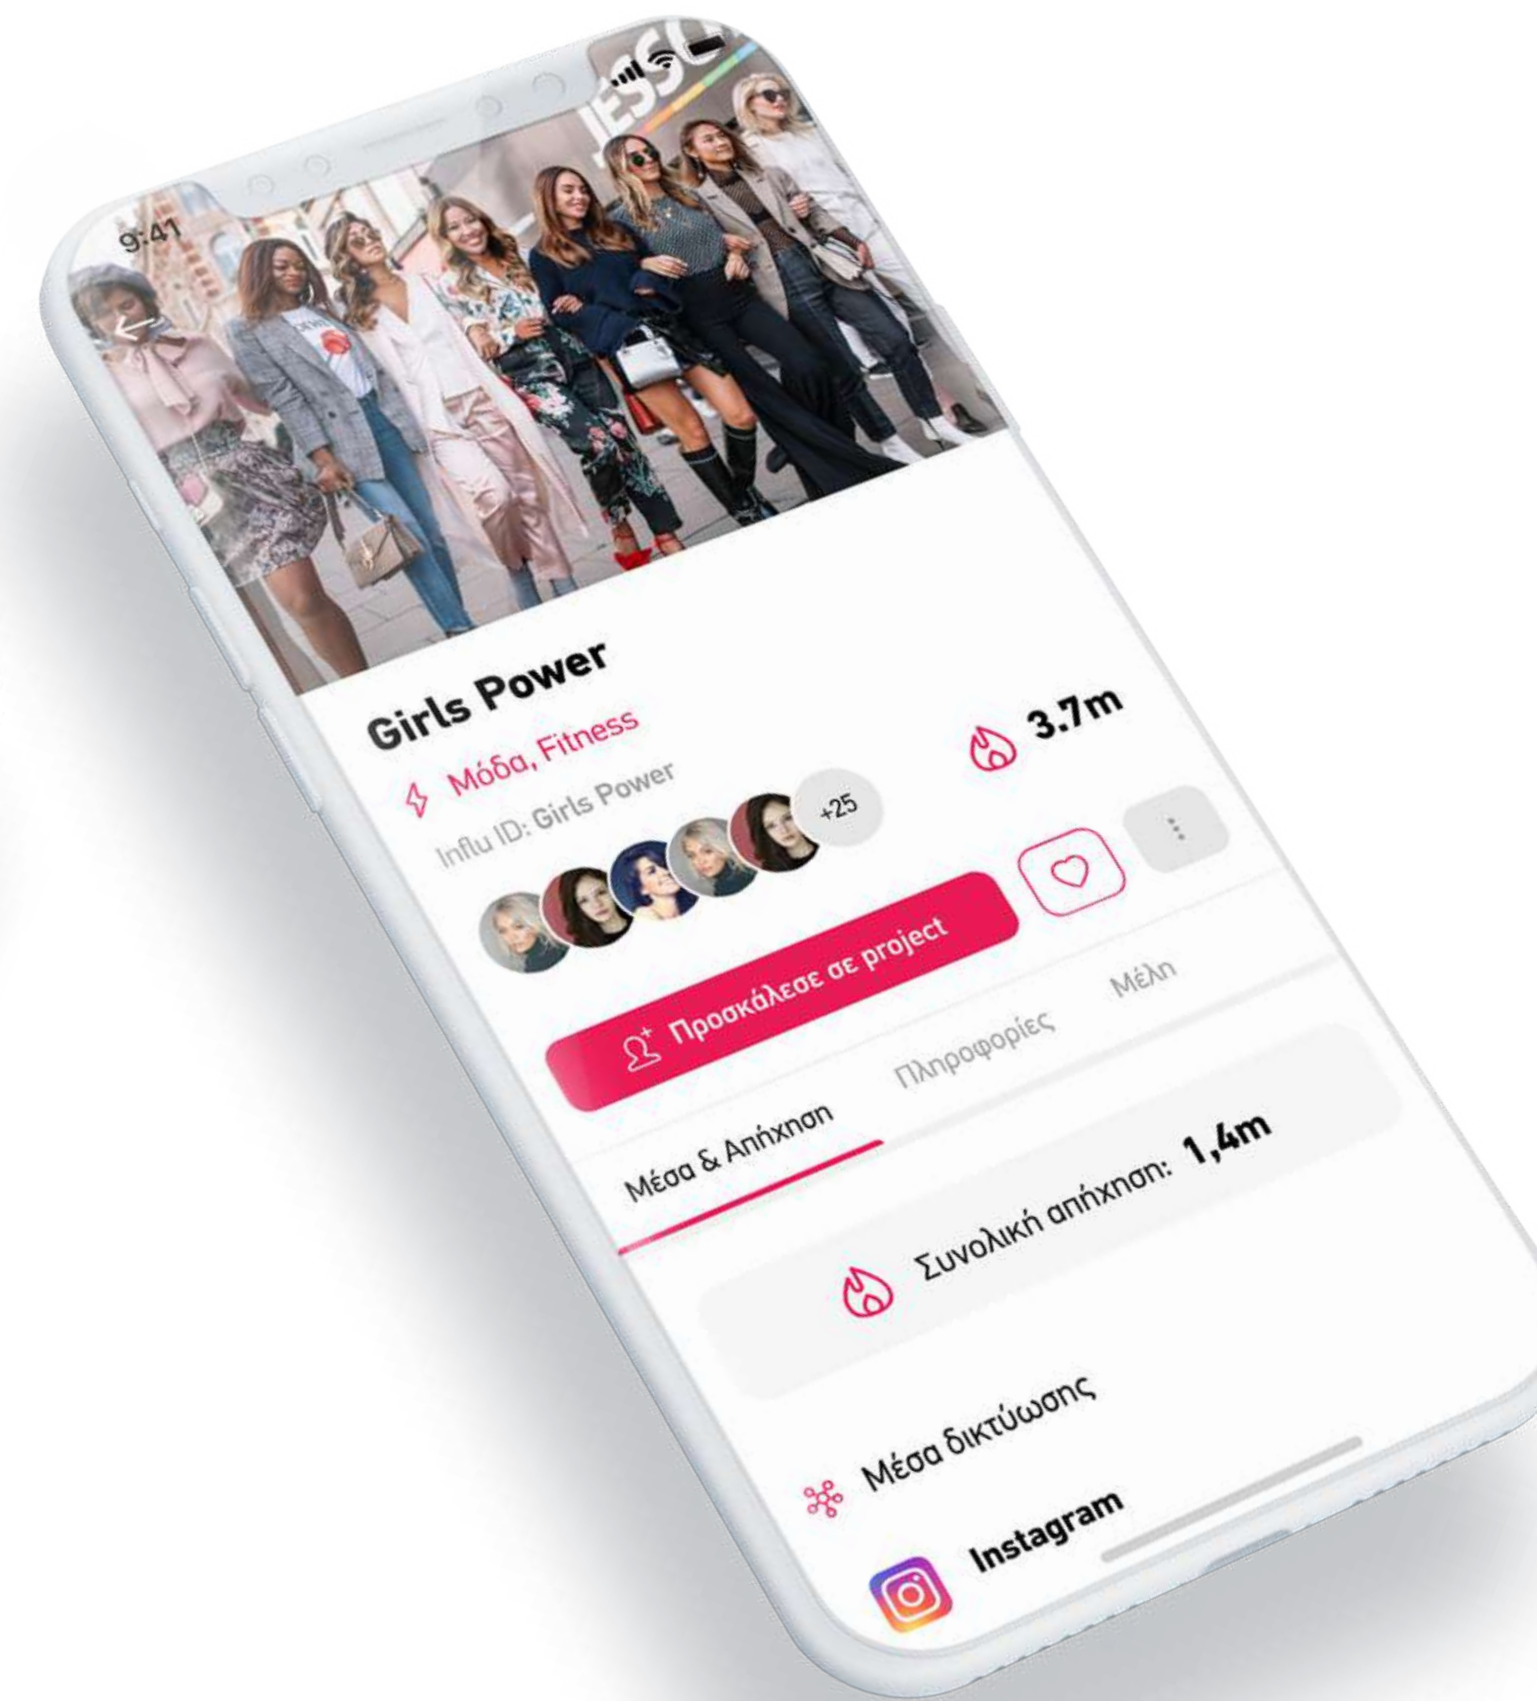 9:41
JESSO
Girls Power
Μόδα, Fitness
3.7m
Influ ID: Girls Power
+25
Προσκάλεσε σε project
Μέσα & Απήχηση
Πληροφορίες
Μέλη
Συνολική απήχηση: 1,4m
Μέσα δικτύωσης
Instagram